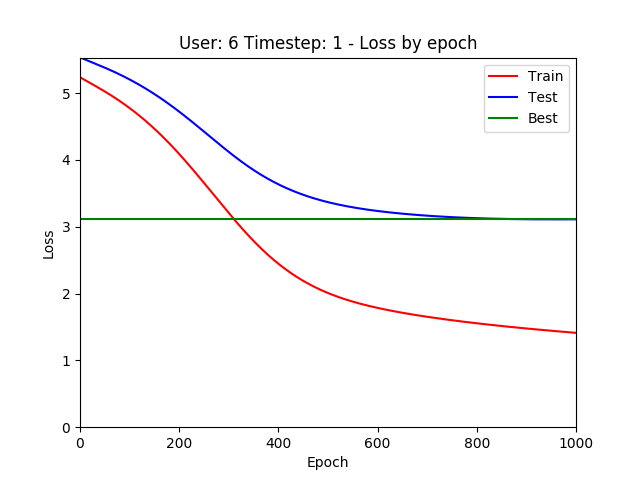 User: 6 Timestep: 1 - Loss by epoch
Train
Test
Best
5
4
3
2
1
0
Loss
0 200 400 600 800 1000
Epoch